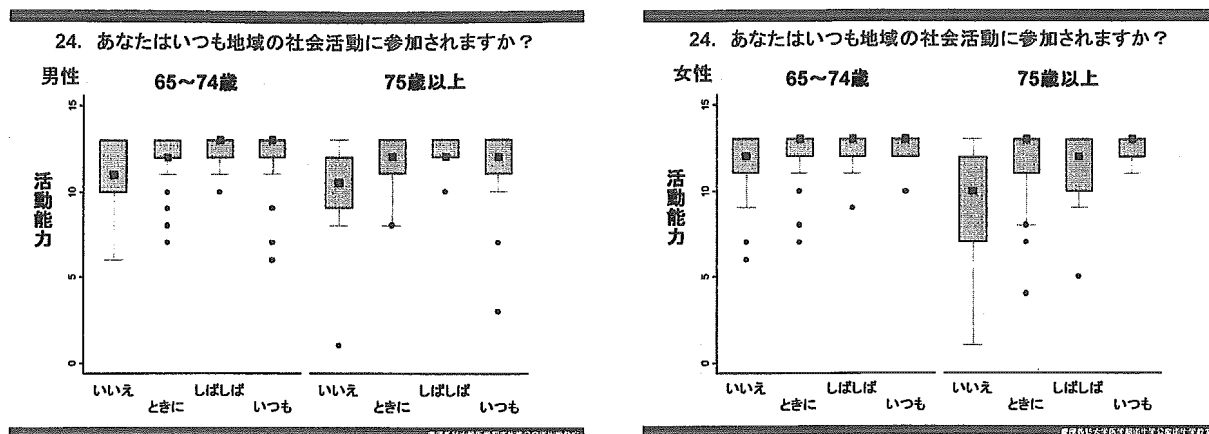 24. あなたはいつも地域の社会活動に参加されますか？
男性
65～74歳
75歳以上
活動能力
15
10
5
0
いいえ
ときに
しばしば
いつも
いいえ
ときに
しばしば
いつも
24. あなたはいつも地域の社会活動に参加されますか？
女性
65～74歳
75歳以上
活動能力
15
10
5
0
いいえ
ときに
しばしば
いつも
いいえ
ときに
しばしば
いつも